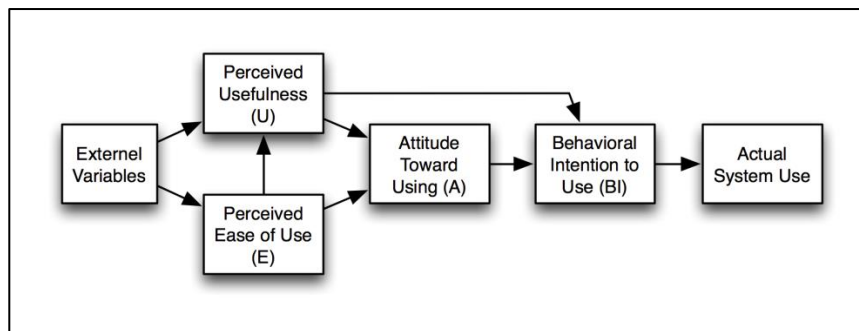 Externel
Variables
Perceived
Usefulness
(U)
Perceived
Ease of Use
(E)
Attitude
Toward
Using (A)
Behavioral
Intention to
Use (BI)
Actual
System Use